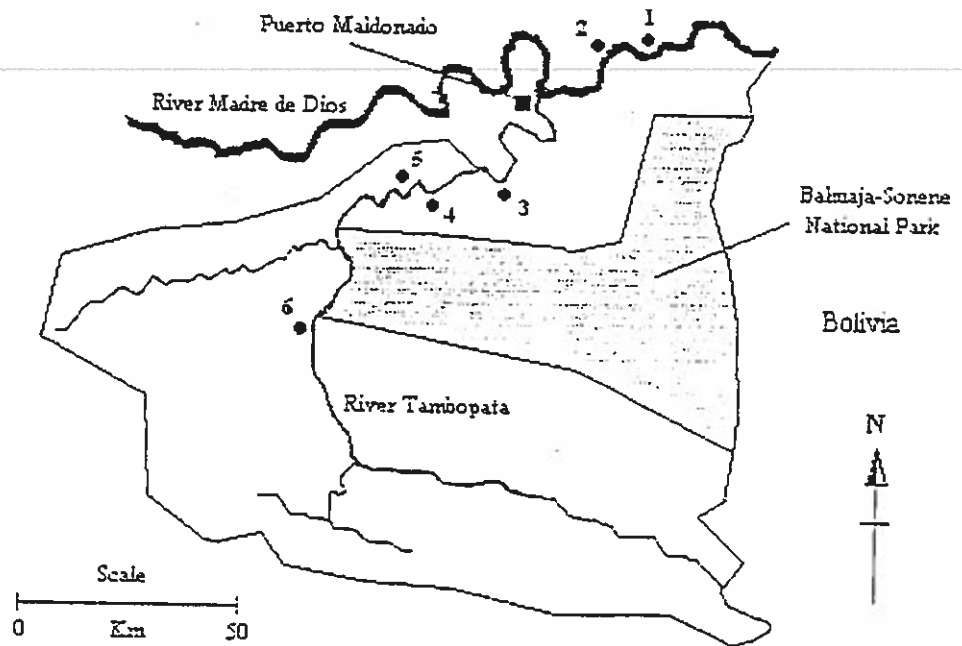 Puerto Maldonado
2
1
River Madre de Dios
5
4
3
Balmaja-Sonene
National Park
6
Bolivia
River Tambopata
N
Scale
0 Km 50